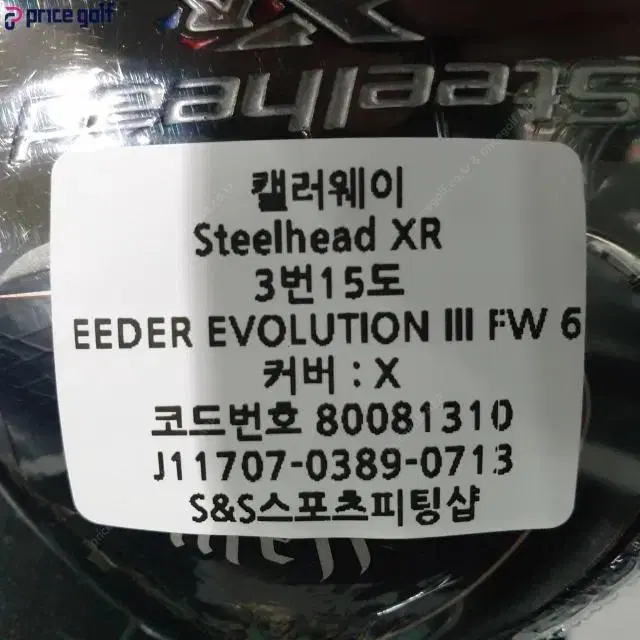 price golf
Steelhead
캘러웨이
Steelhead XR
3번15도
EEDER EVOLUTION III FW 6
커버 : X
코드번호 80081310
J11707-0389-0713
S&S스포츠피팅샵